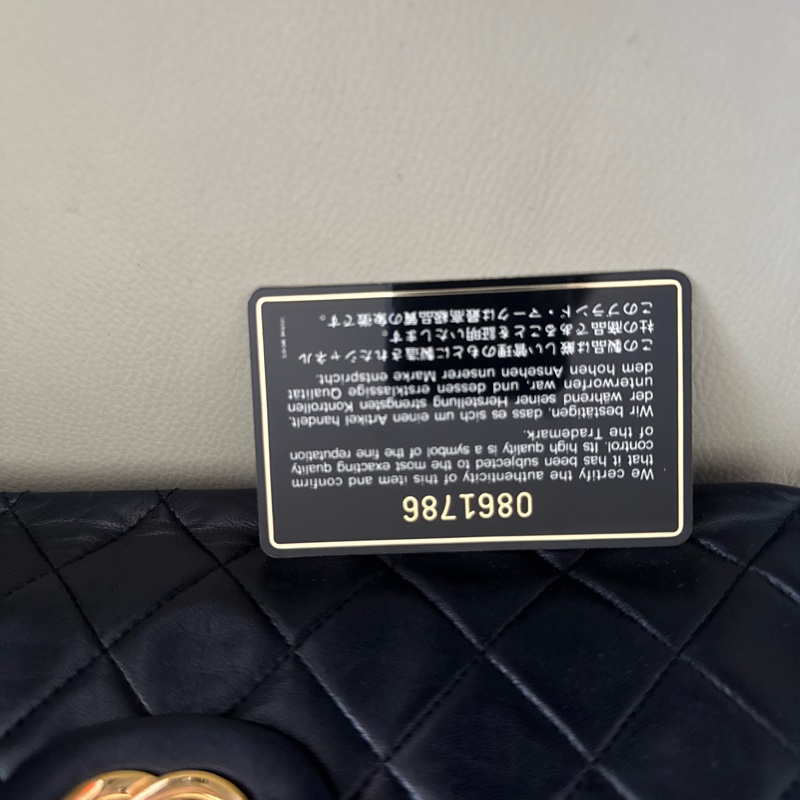 0861786
We certify the authenticity of this item and confirm
that it has been subjected to the most exacting quality
control. Its high quality is a symbol of the fine reputation
of the Trademark.
Wir bestätigen, dass es sich um einen Artikel handelt,
der während seiner Herstellung strengsten Kontrollen
unterworfen war, und dessen erstklassige Qualität
dem hohen Ansehen unserer Marke entspricht.
この製品は厳しい管理のもとに製造されたシャネル
社の商品であることを証明いたします。
このブランド・マークは最高級品質の象徴です。